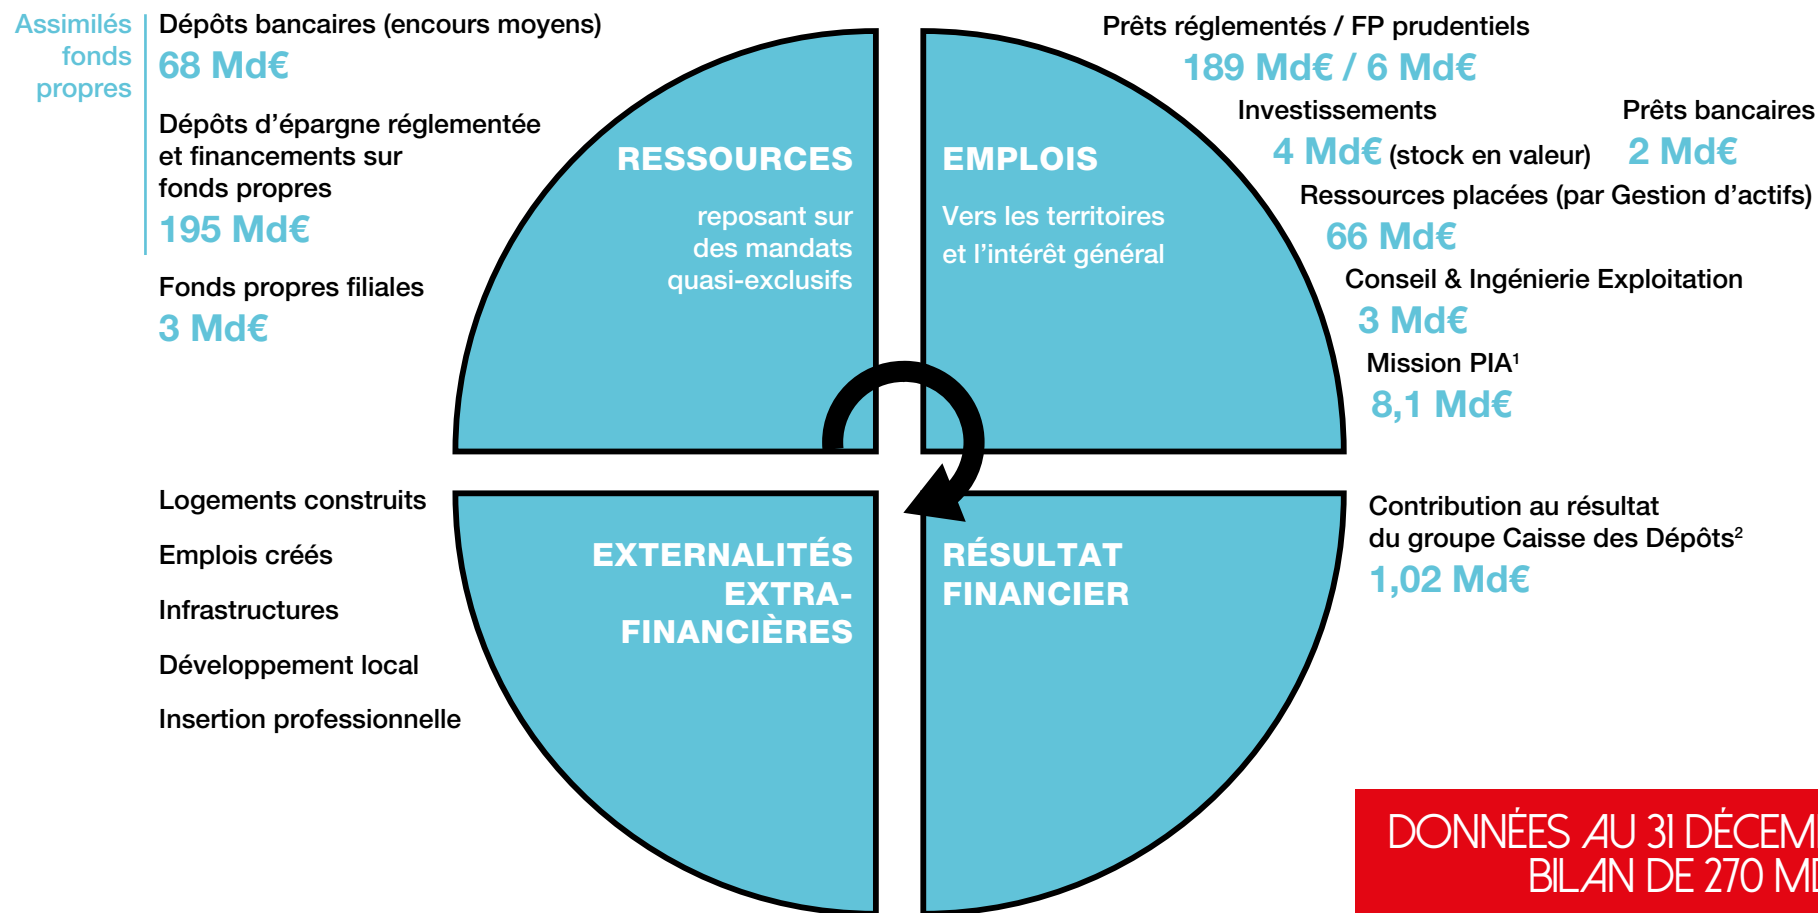 Assimilés
fonds
propres
Dépôts bancaires (encours moyens)
68 Md€
Dépôts d’épargne réglementée
et financements sur
fonds propres
195 Md€
Fonds propres filiales
3 Md€
RESSOURCES
reposant sur
des mandats
quasi-exclusifs
EMPLOIS
Vers les territoires
et l’intérêt général
Prêts réglementés / FP prudentiels
189 Md€ / 6 Md€
Investissements
4 Md€ (stock en valeur)
Prêts bancaires
2 Md€
Ressources placées (par Gestion d’actifs)
66 Md€
Conseil & Ingénierie Exploitation
3 Md€
Mission PIA¹
8,1 Md€
Logements construits
Emplois créés
Infrastructures
Développement local
Insertion professionnelle
EXTERNALITÉS
EXTRA-
FINANCIÈRES
RÉSULTAT
FINANCIER
Contribution au résultat
du groupe Caisse des Dépôts²
1,02 Md€
DONNÉES AU 31
BILAN DE 270